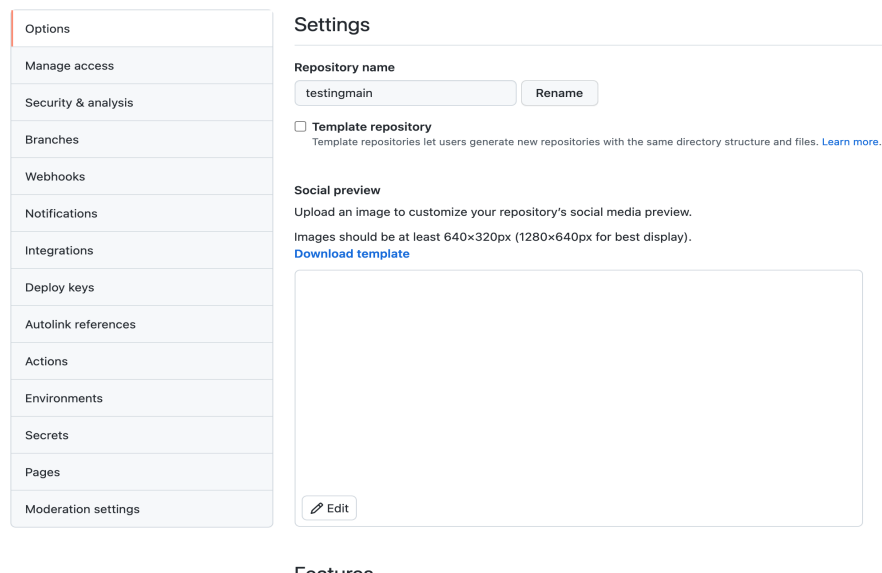 Options
Manage access
Security & analysis
Branches
Webhooks
Notifications
Integrations
Deploy keys
Autolink references
Actions
Environments
Secrets
Pages
Moderation settings
Settings
Repository name
testingmain
Rename
Template repository
Template repositories let users generate new repositories with the same directory structure and files. Learn more.
Social preview
Upload an image to customize your repository's social media preview.
Images should be at least 640×320px (1280×640px for best display).
Download template
Edit
Features